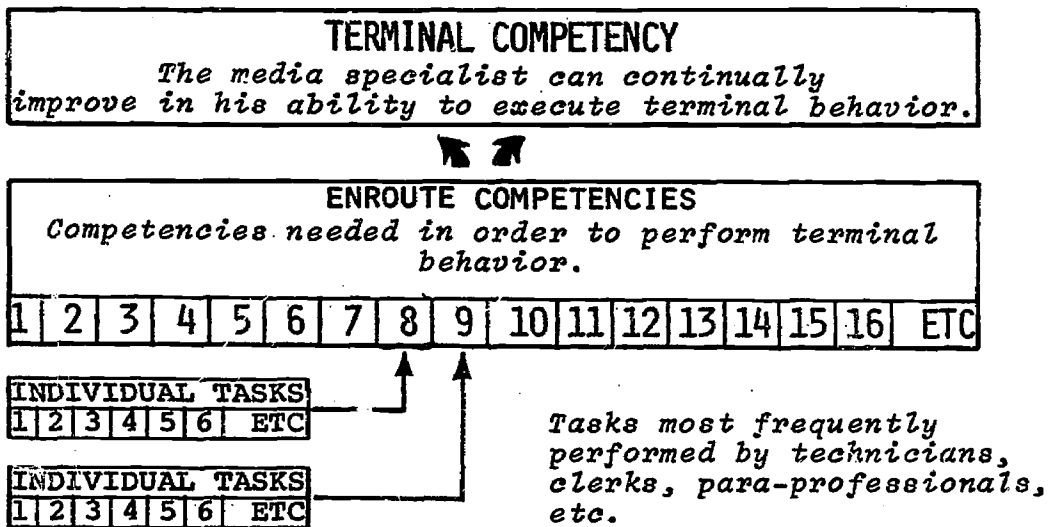 TERMINAL COMPETENCY
The media specialist can continually
improve in his ability to execute terminal behavior.
ENROUTE COMPETENCIES
Competencies needed in order to perform terminal
behavior.
1 2 3 4 5 6 7 8 9 10 11 12 13 14 15 16 ETC
INDIVIDUAL TASKS
1 2 3 4 5 6 ETC
INDIVIDUAL TASKS
1 2 3 4 5 6 ETC
Tasks most frequently
performed by technicians,
clerks, para-professionals,
etc.